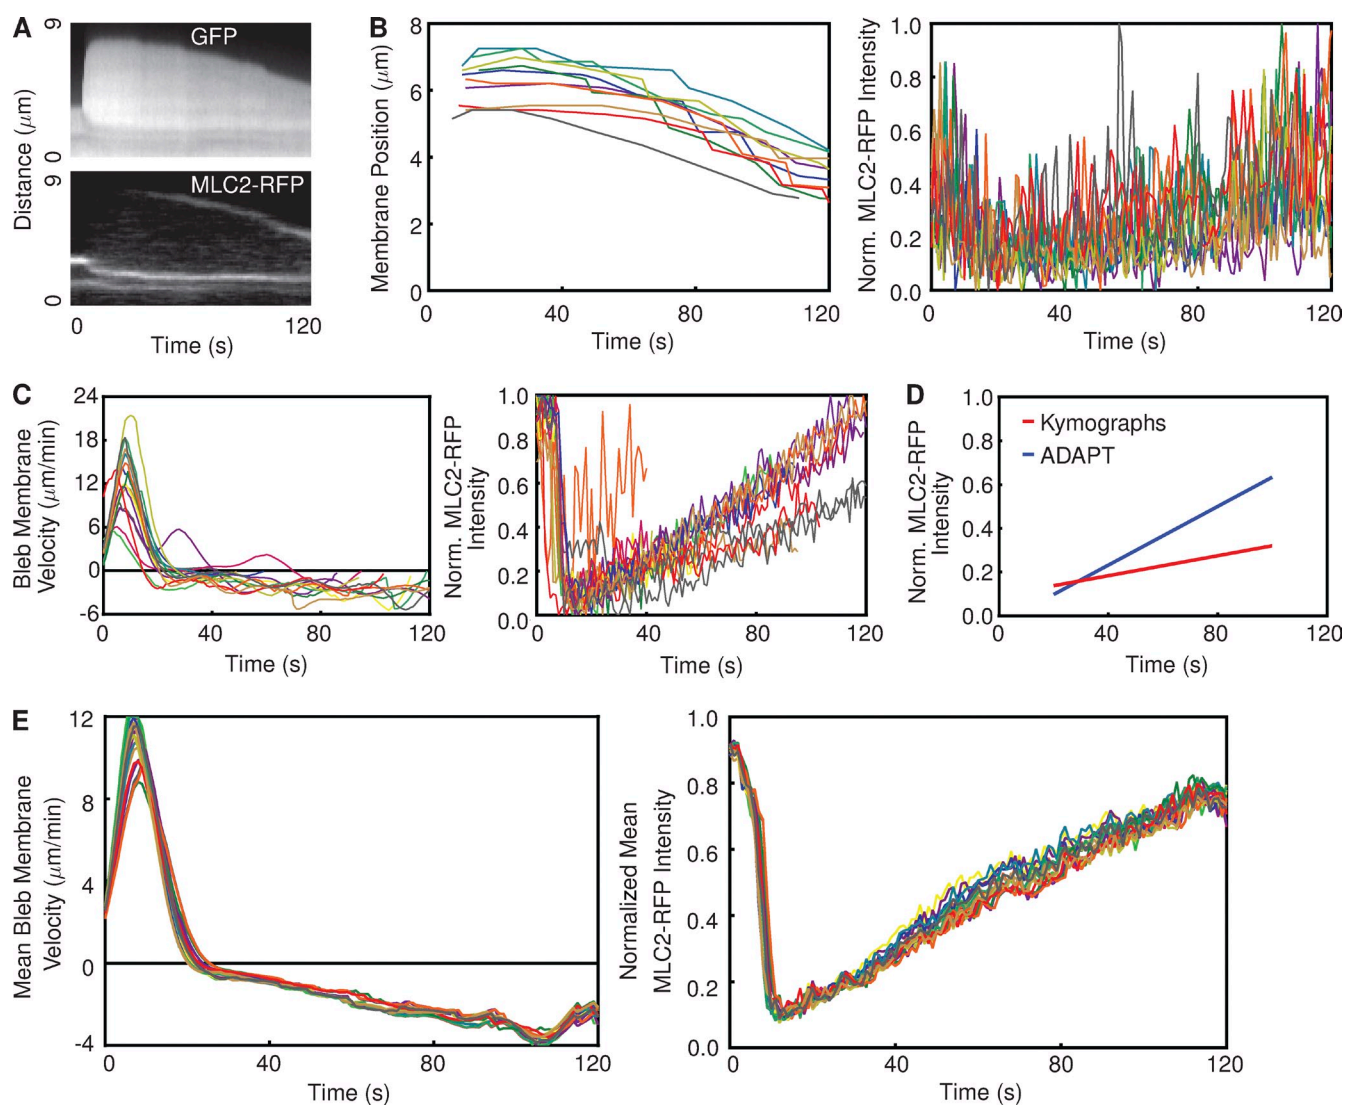 A
9
GFP
0
9
MLC2-RFP
0
Distance (μm)
0 120
Time (s)
B
8
6
4
2
0
Membrane Position (μm)
0 40 80 120
Time (s)
1.0
0.8
0.6
0.4
0.2
0.0
Norm. MLC2-RFP Intensity
0 40 80 120
Time (s)
C
24
18
12
6
0
-6
Bleb Membrane
Velocity (μm/min)
0 40 80 120
Time (s)
1.0
0.8
0.6
0.4
0.2
0.0
Norm. MLC2-RFP
Intensity
0 40 80 120
Time (s)
D
1.0
0.8
0.6
0.4
0.2
0.0
Norm. MLC2-RFP
Intensity
Kymographs
ADAPT
0 40 80 120
Time (s)
E
12
8
4
0
-4
Mean Bleb Membrane
Velocity (μm/min)
0 40 80 120
Time (s)
1.0
0.8
0.6
0.4
0.2
0.0
Normalized Mean
MLC2-RFP Intensity
0 40 80 120
Time (s)